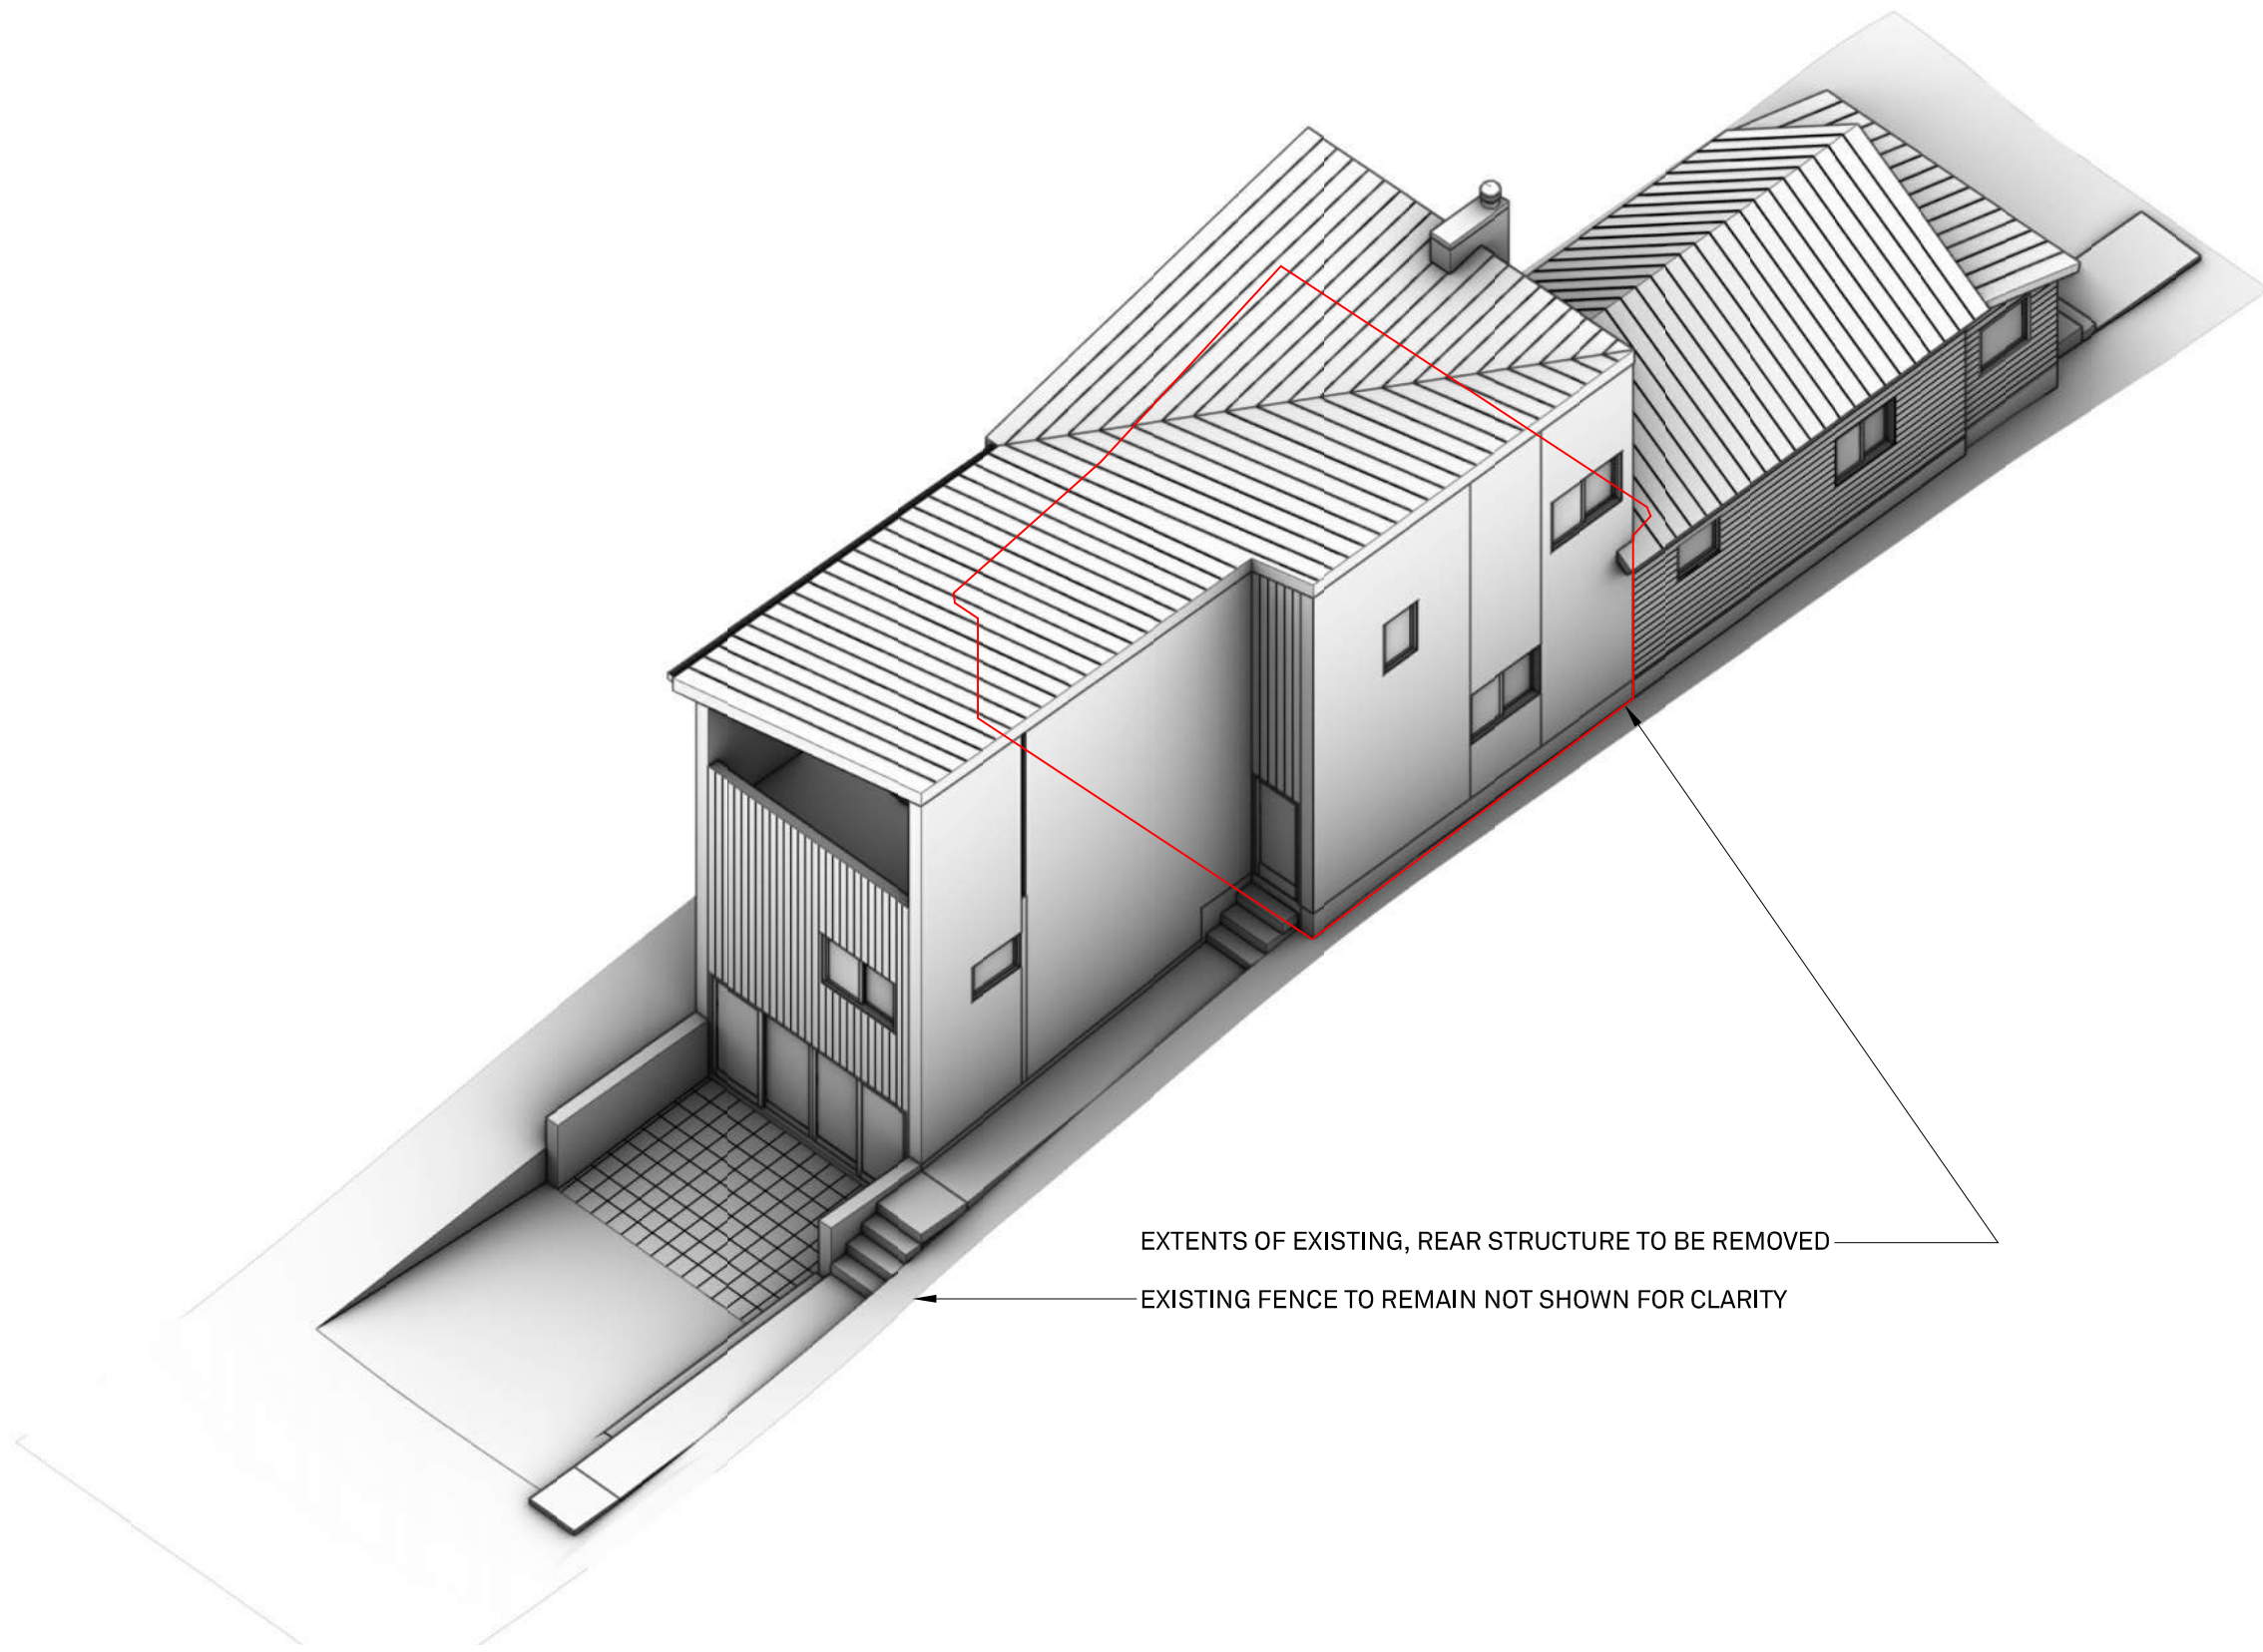 EXTENTS OF EXISTING, REAR STRUCTURE TO BE REMOVED
EXISTING FENCE TO REMAIN NOT SHOWN FOR CLARITY